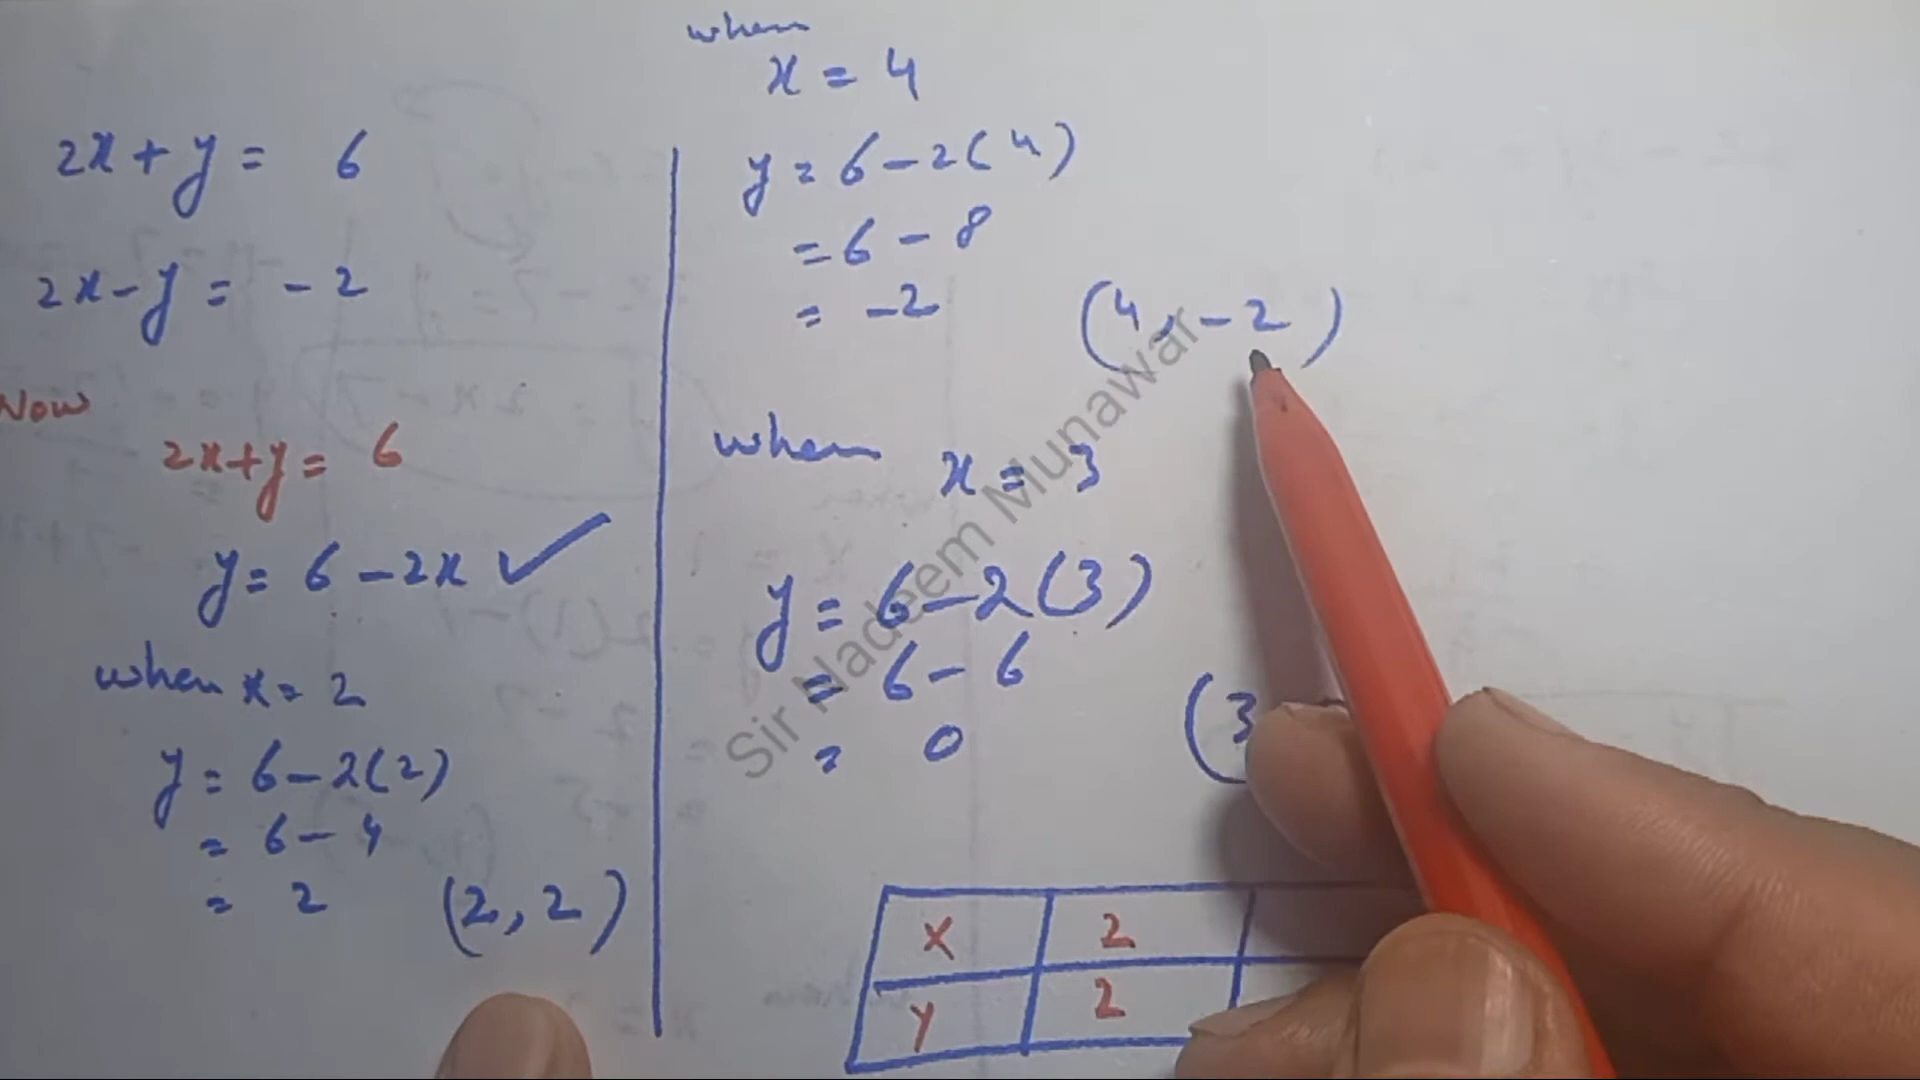 2x + y = 6
2x - y = -2
Now
2x + y = 6
y = 6 - 2x ✓
when x = 2
y = 6 - 2(2)
= 6 - 4
= 2 (2, 2)
when
x = 4
y = 6 - 2(4)
= 6 - 8
= -2 (4, -2)
when x = 3
y = 6 - 2(3)
= 6 - 6
= 0 (3
X 2
Y 2
Sir Nadeem Munawar